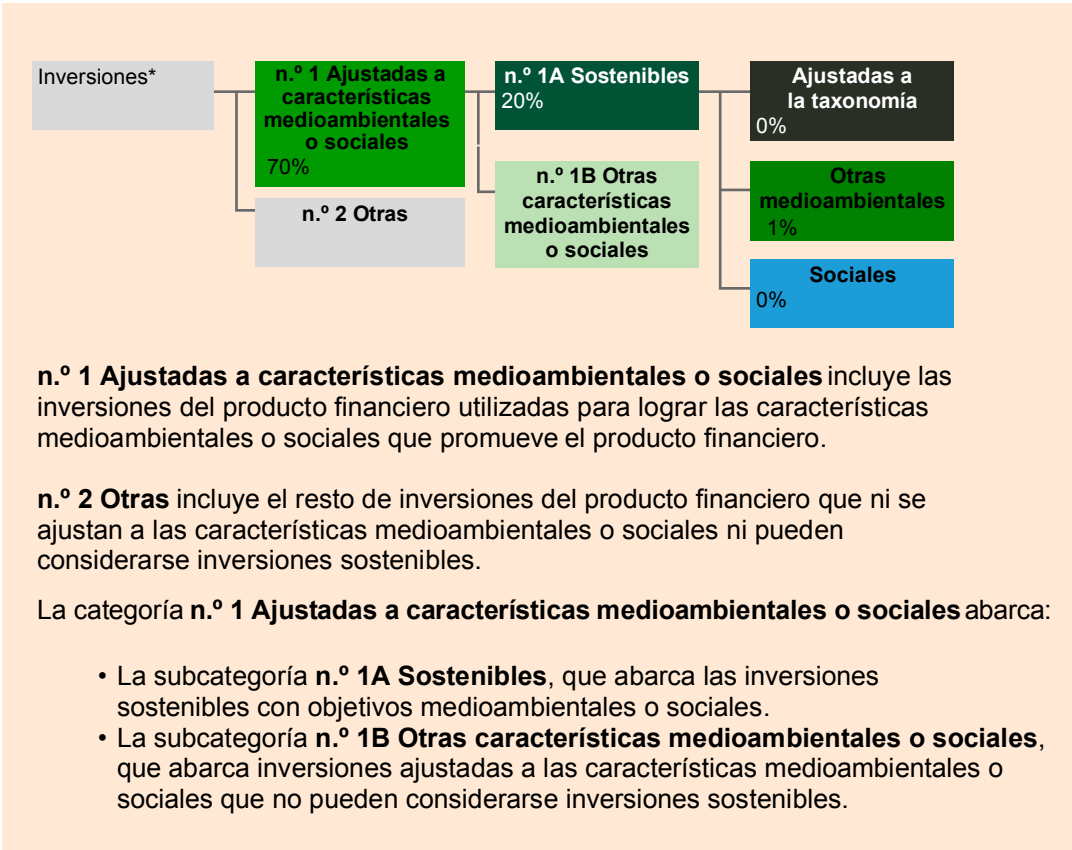 Inversiones*
n.º 1 Ajustadas a
características
medioambientales
o sociales
70%
n.º 2 Otras
n.º 1A Sostenibles
20%
n.º 1B Otras
características
medioambientales
o sociales
Ajustadas a
la taxonomía
0%
Otras
medioambientales
1%
Sociales
0%
n.º 1 Ajustadas a características medioambientales o sociales incluye las
inversiones del producto financiero utilizadas para lograr las características
medioambientales o sociales que promueve el producto financiero.
n.º 2 Otras incluye el resto de inversiones del producto financiero que ni se
ajustan a las características medioambientales o sociales ni pueden
considerarse inversiones sostenibles.
La categoría n.º 1 Ajustadas a características medioambientales o sociales abarca:
• La subcategoría n.º 1A Sostenibles, que abarca las inversiones
sostenibles con objetivos medioambientales o sociales.
• La subcategoría n.º 1B Otras características medioambientales o sociales,
que abarca inversiones ajustadas a las características medioambientales o
sociales que no pueden considerarse inversiones sostenibles.